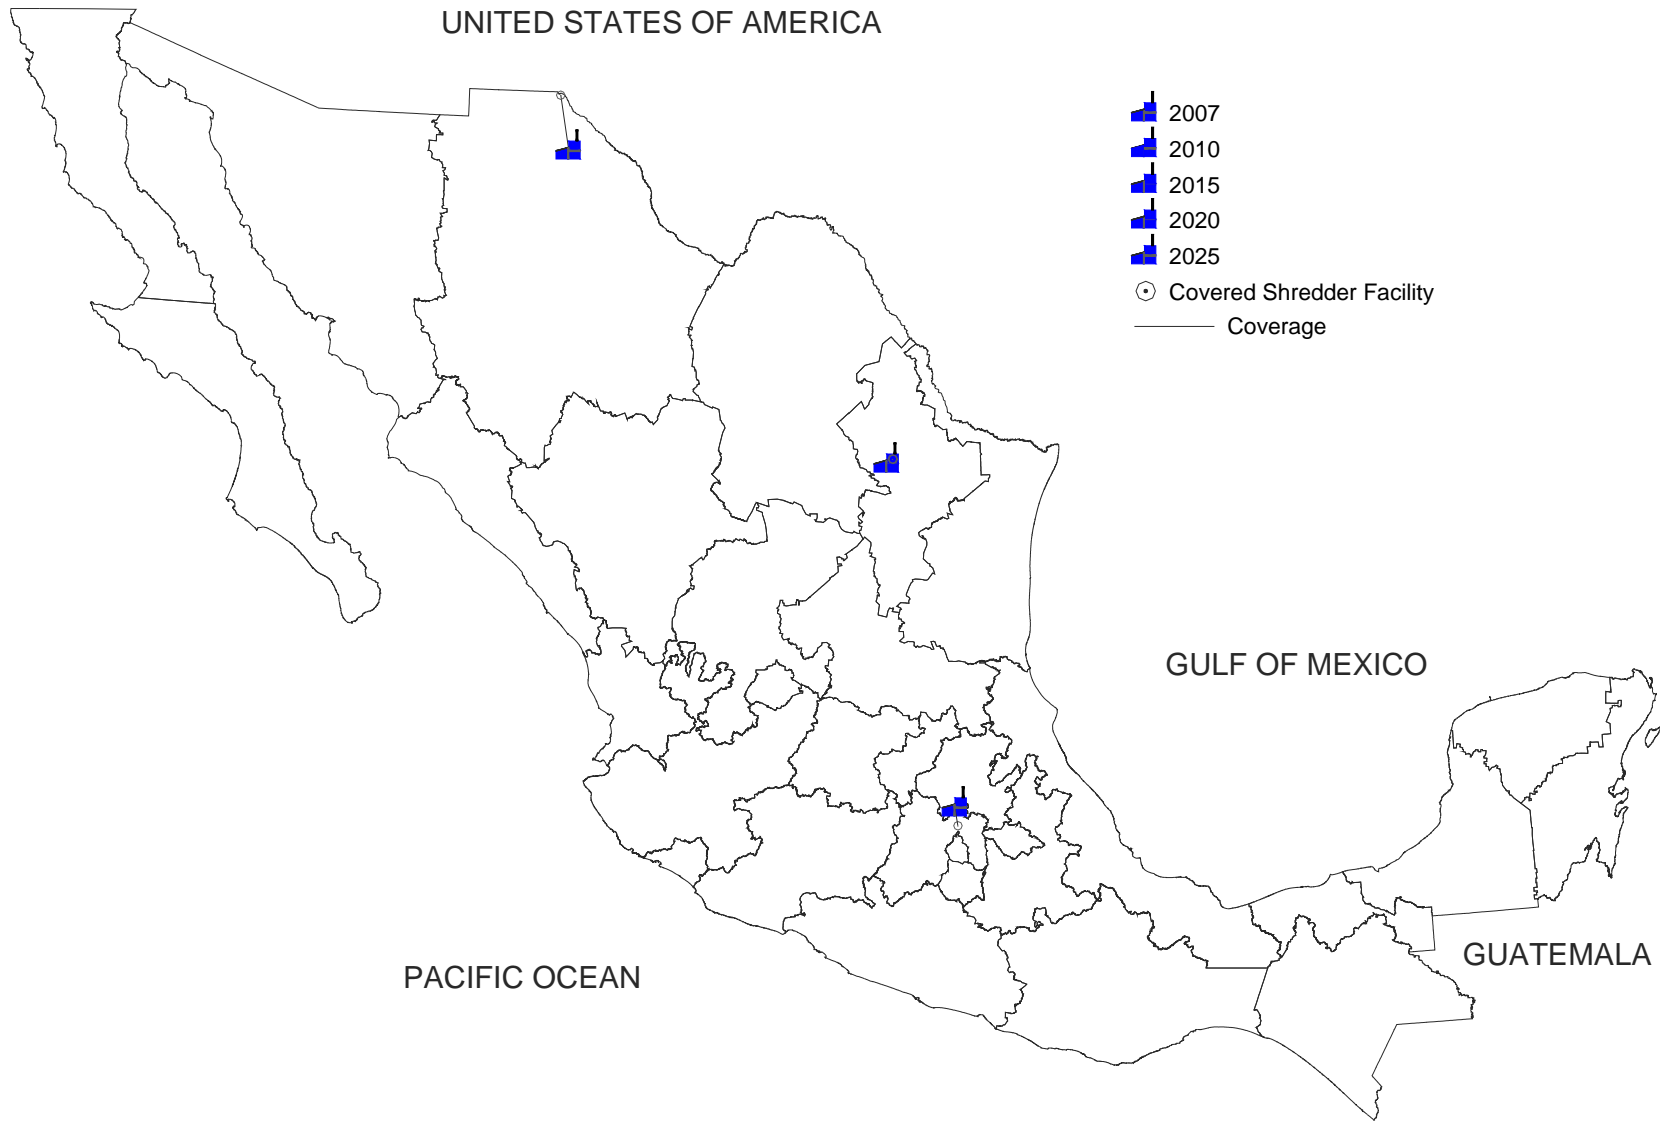 UNITED STATES OF AMERICA
2007
2010
2015
2020
2025
Covered Shredder Facility
Coverage
GULF OF MEXICO
GUATEMALA
PACIFIC OCEAN